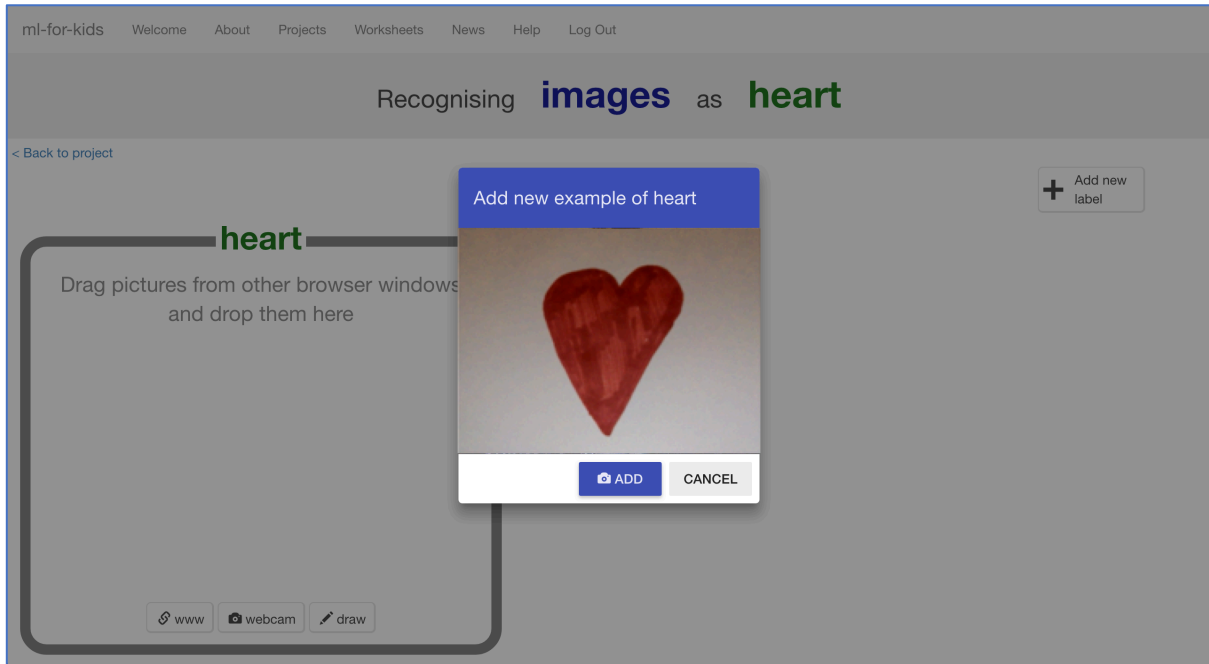 ml-for-kids Welcome About Projects Worksheets News Help Log Out
Recognising images as heart
< Back to project
Add new
label
Add new example of heart
heart
Drag pictures from other browser windows
and drop them here
ADD CANCEL
www webcam draw